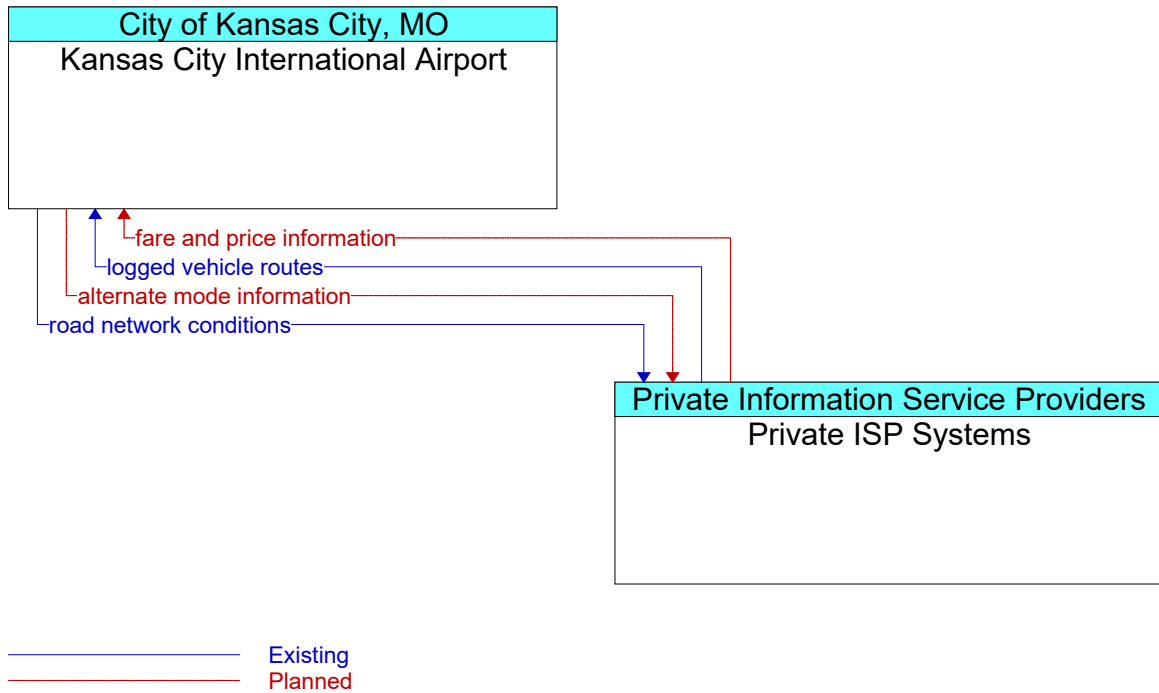 City of Kansas City, MO
Kansas City International Airport
fare and price information
logged vehicle routes
alternate mode information
road network conditions
Private Information Service Providers
Private ISP Systems
Existing
Planned